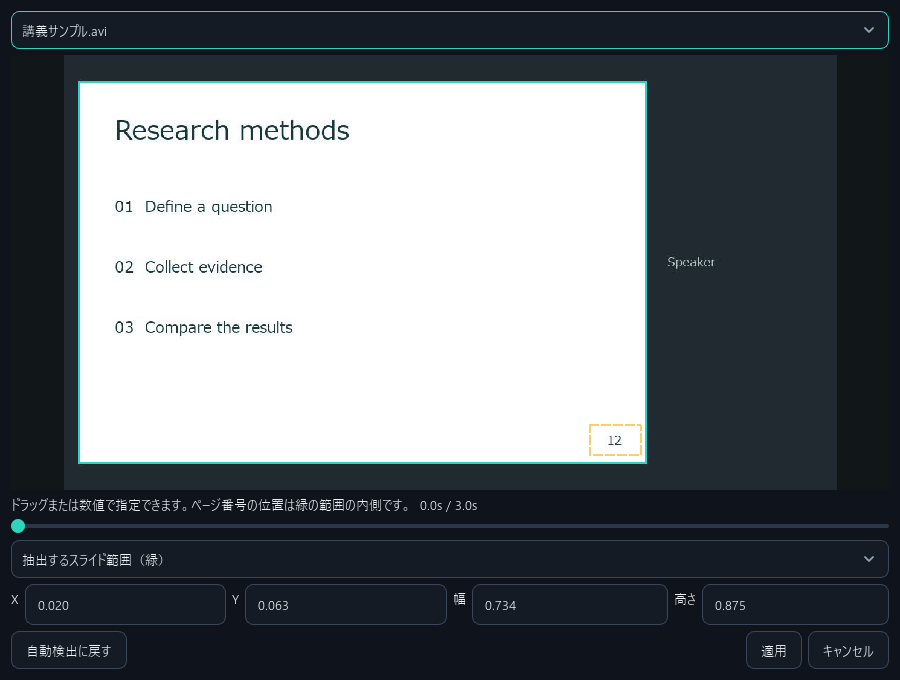 講義サンプル.avi
Research methods
01 Define a question
02 Collect evidence
03 Compare the results
Speaker
12
ドラッグまたは数値で指定できます。ページ番号の位置は緑の範囲の内側です。 0.0s / 3.0s
抽出するスライド範囲（緑）
X 0.020 Y 0.063 幅 0.734 高さ 0.875
自動検出に戻す 適用 キャンセル